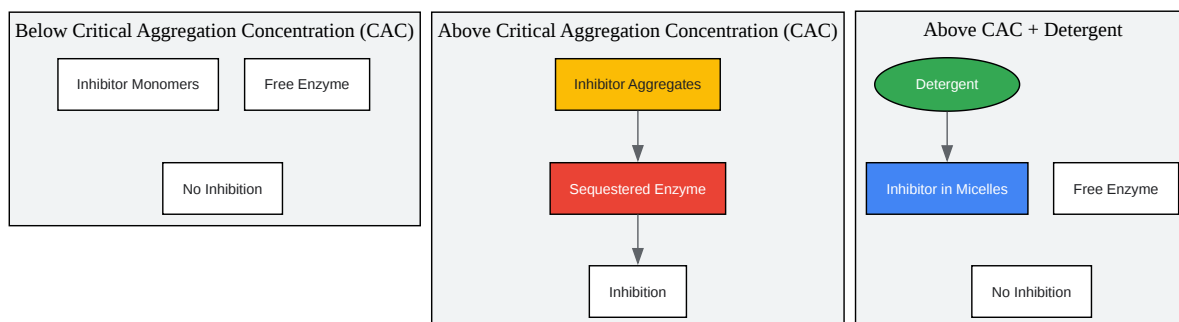 Below Critical Aggregation Concentration (CAC)
Inhibitor Monomers
Free Enzyme
No Inhibition
Above Critical Aggregation Concentration (CAC)
Inhibitor Aggregates
Sequestered Enzyme
Inhibition
Above CAC + Detergent
Detergent
Inhibitor in Micelles
Free Enzyme
No Inhibition